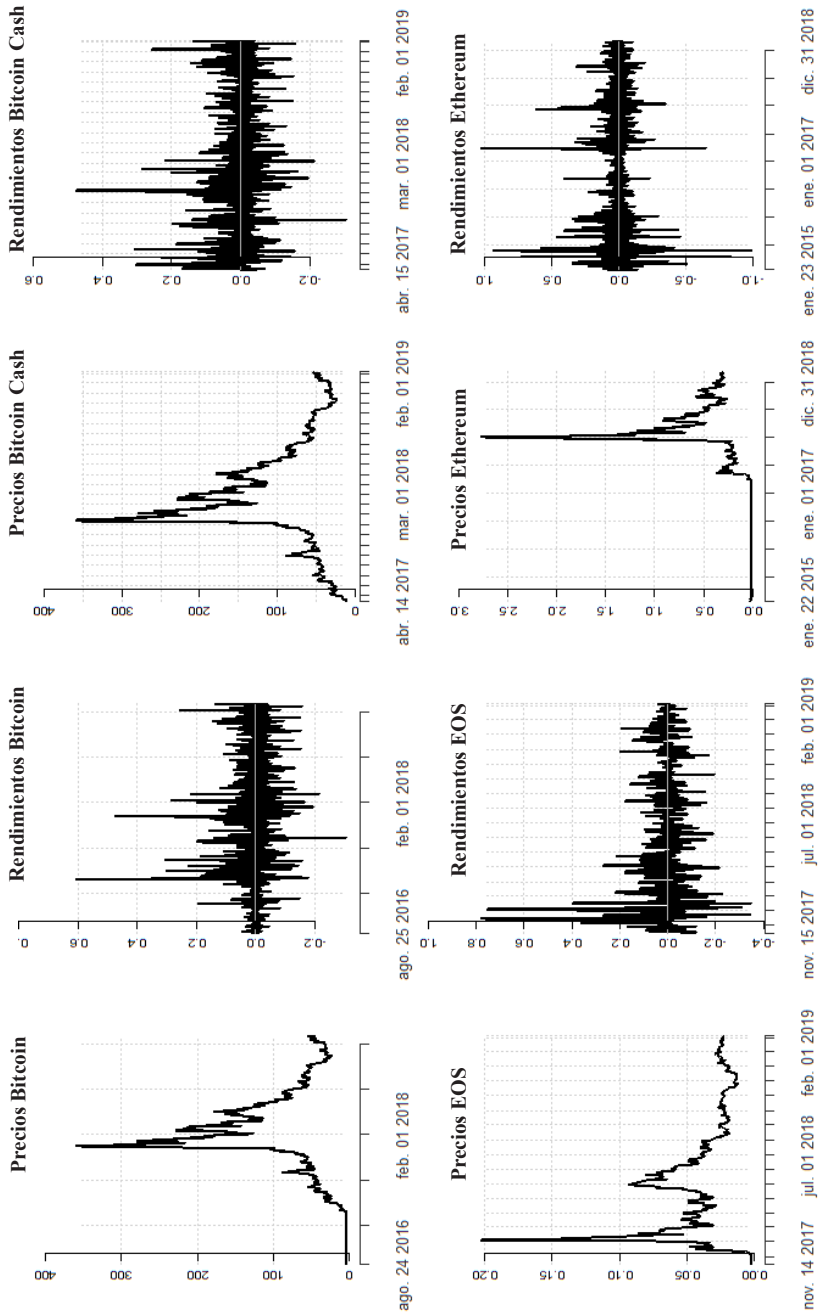 Precios Bitcoin
400
300
200
100
0
ago. 24 2016
feb. 01 2018
Rendimientos Bitcoin
0.
0.6
0.4
0.2
0.0
-0.2
ago. 25 2016
feb. 01 2018
Precios Bitcoin Cash
400
300
200
100
0
abr. 14 2017
mar. 01 2018
feb. 01 2019
Rendimientos Bitcoin Cash
0.6
0.4
0.2
0.0
-0.2
abr. 15 2017
mar. 01 2018
feb. 01 2019
Precios EOS
0.20
0.15
0.10
0.05
0.00
nov. 14 2017
jul. 01 2018
feb. 01 2019
Rendimientos EOS
1.0
0.8
0.6
0.4
0.2
0.0
-0.2
-0.4
nov. 15 2017
jul. 01 2018
feb. 01 2019
Precios Ethereum
3.0
2.5
2.0
1.5
1.0
0.5
0.0
ene. 22 2015
ene. 01 2017
dic. 31 2018
Rendimientos Ethereum
1.0
0.5
0.0
-0.5
-1.0
ene. 23 2015
ene. 01 2017
dic. 31 2018